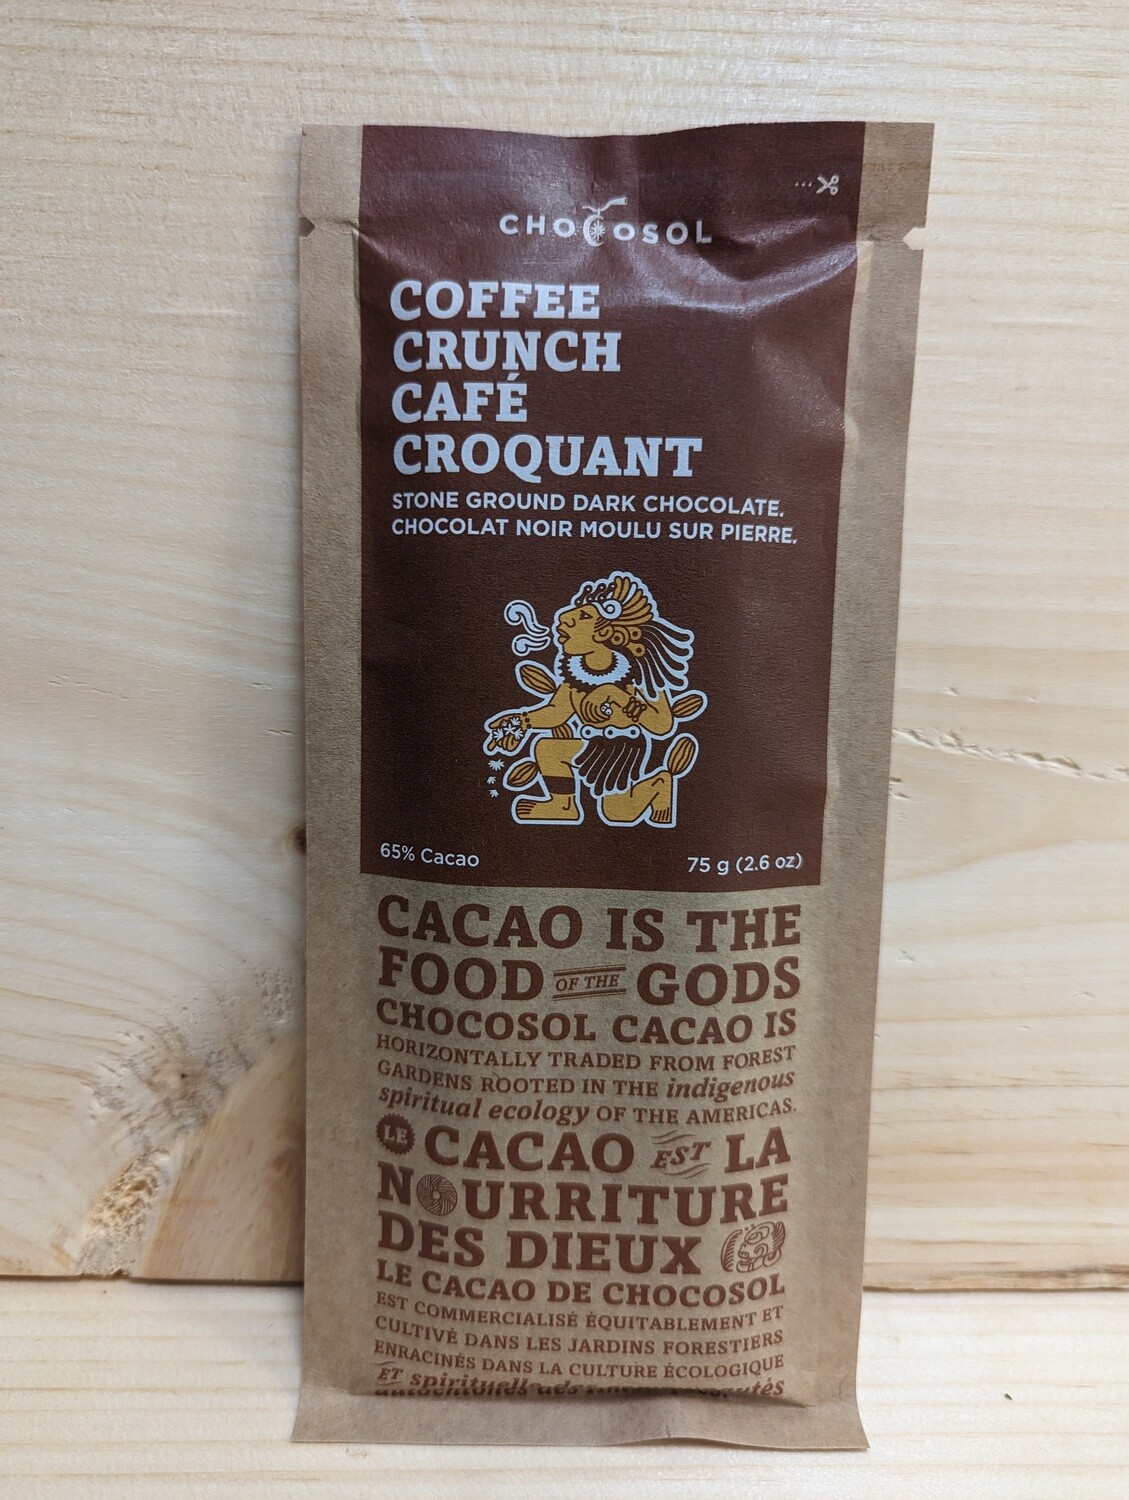 CHOCOSOL
COFFEE
CRUNCH
CAFÉ
CROQUANT
STONE GROUND DARK CHOCOLATE.
CHOCOLAT NOIR MOULU SUR PIERRE.
65% Cacao
75 g (2.6 oz)
CACAO IS THE
FOOD OF THE GODS
CHOCOSOL CACAO IS
HORIZONTALLY TRADED FROM FOREST
GARDENS ROOTED IN THE indigenous
spiritual ecology OF THE AMERICAS.
LE CACAO EST LA
NOURRITURE
DES DIEUX
LE CACAO DE CHOCOSOL
EST COMMERCIALISÉ ÉQUITABLEMENT ET
CULTIVÉ DANS LES JARDINS FORESTIERS
ENRACINÉS DANS LA CULTURE ÉCOLOGIQUE
ET spirituelle